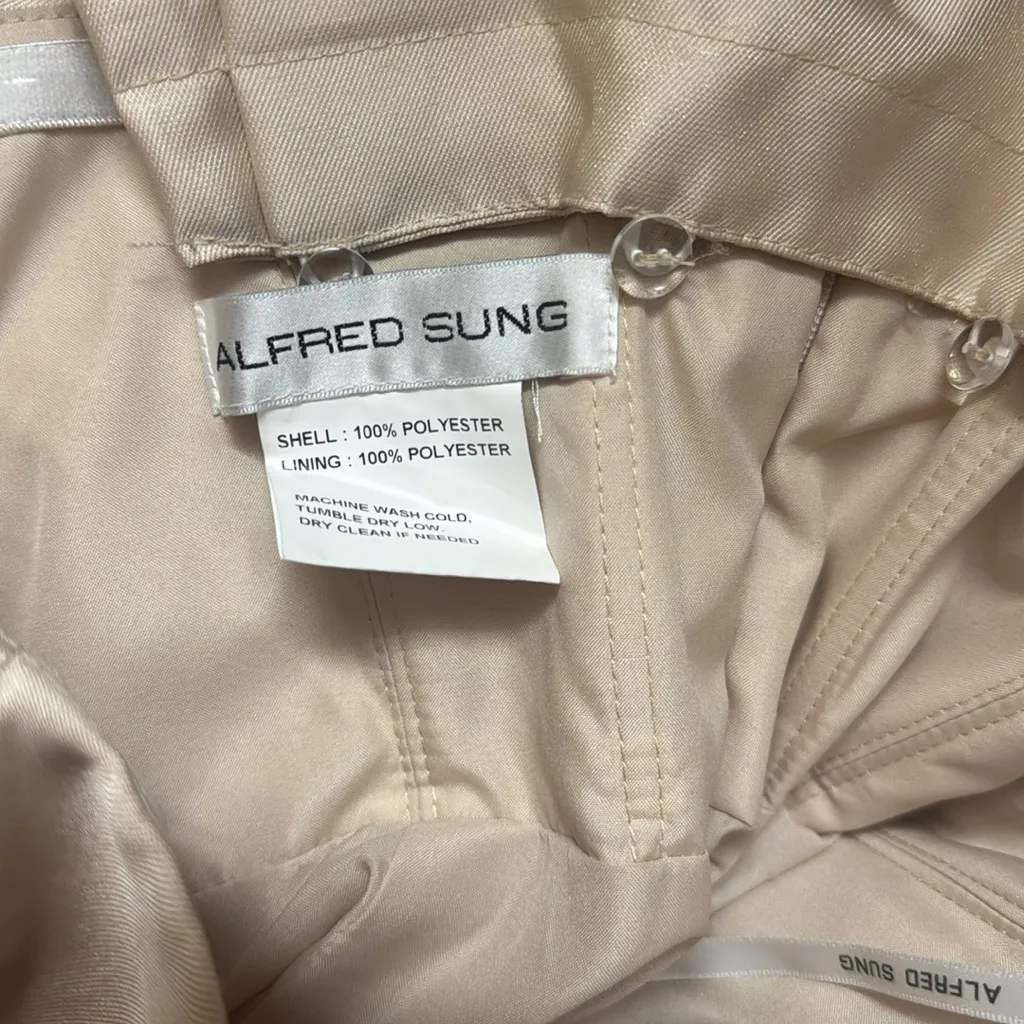 ALFRED SUNG
SHELL : 100% POLYESTER
LINING : 100% POLYESTER
MACHINE WASH COLD,
TUMBLE DRY LOW.
DRY CLEAN IF NEEDED
ALFRED SUNG